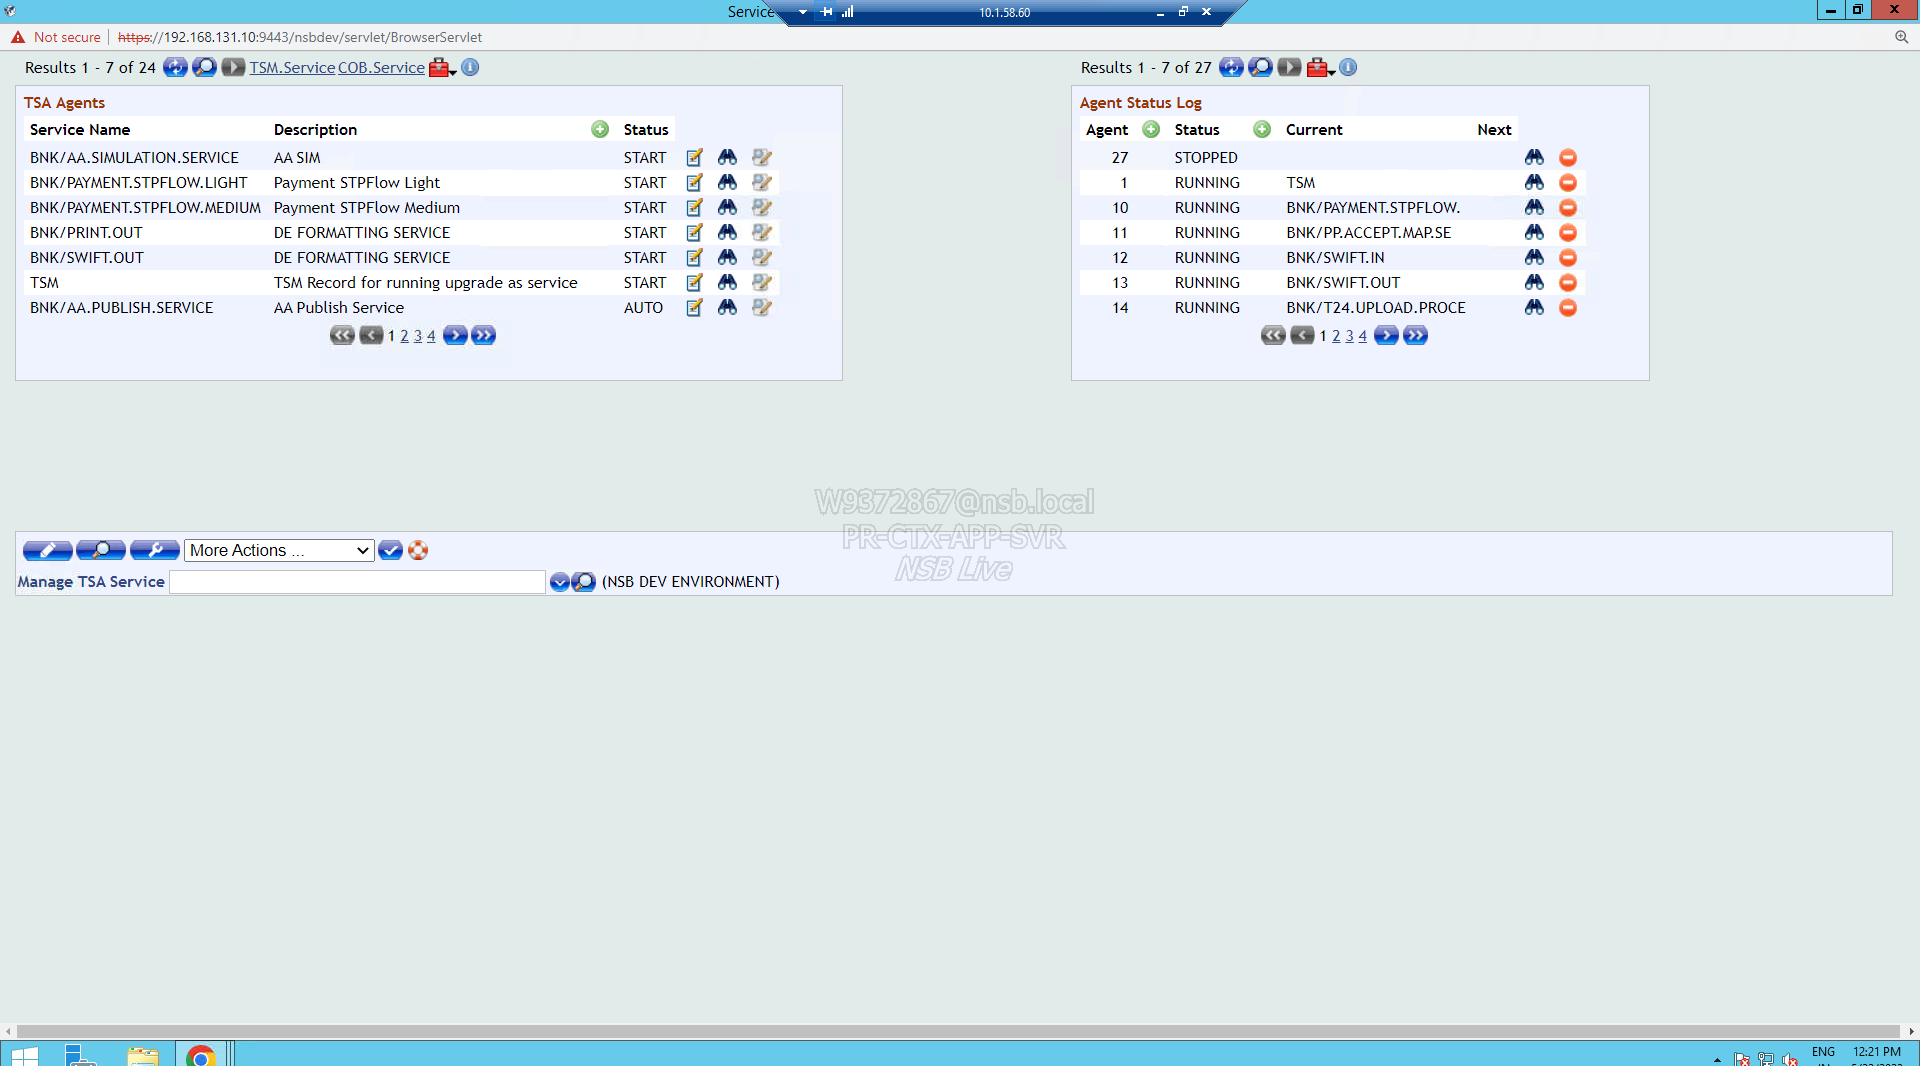 Service
10.1.58.60
Not secure
https://192.168.131.10:9443/nsbdev/servlet/BrowserServlet
Results 1 - 7 of 24 TSM.Service COB.Service
TSA Agents
Service Name Description Status
BNK/AA.SIMULATION.SERVICE AA SIM START
BNK/PAYMENT.STPFLOW.LIGHT Payment STPFlow Light START
BNK/PAYMENT.STPFLOW.MEDIUM Payment STPFlow Medium START
BNK/PRINT.OUT DE FORMATTING SERVICE START
BNK/SWIFT.OUT DE FORMATTING SERVICE START
TSM TSM Record for running upgrade as service START
BNK/AA.PUBLISH.SERVICE AA Publish Service AUTO
1 2 3 4
Results 1 - 7 of 27
Agent Status Log
Agent Status Current Next
27 STOPPED
1 RUNNING TSM
10 RUNNING BNK/PAYMENT.STPFLOW.
11 RUNNING BNK/PP.ACCEPT.MAP.SE
12 RUNNING BNK/SWIFT.IN
13 RUNNING BNK/SWIFT.OUT
14 RUNNING BNK/T24.UPLOAD.PROCE
1 2 3 4
W9372867@nsb.local
PR-CTX-APP-SVR
NSB Live
More Actions ...
Manage TSA Service (NSB DEV ENVIRONMENT)
ENG 12:21 PM